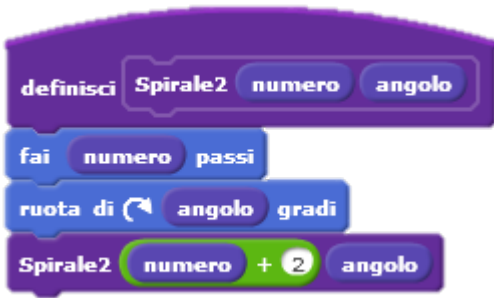 definisci Spirale2 numero angolo
fai numero passi
ruota di angolo gradi
Spirale2 numero + 2 angolo